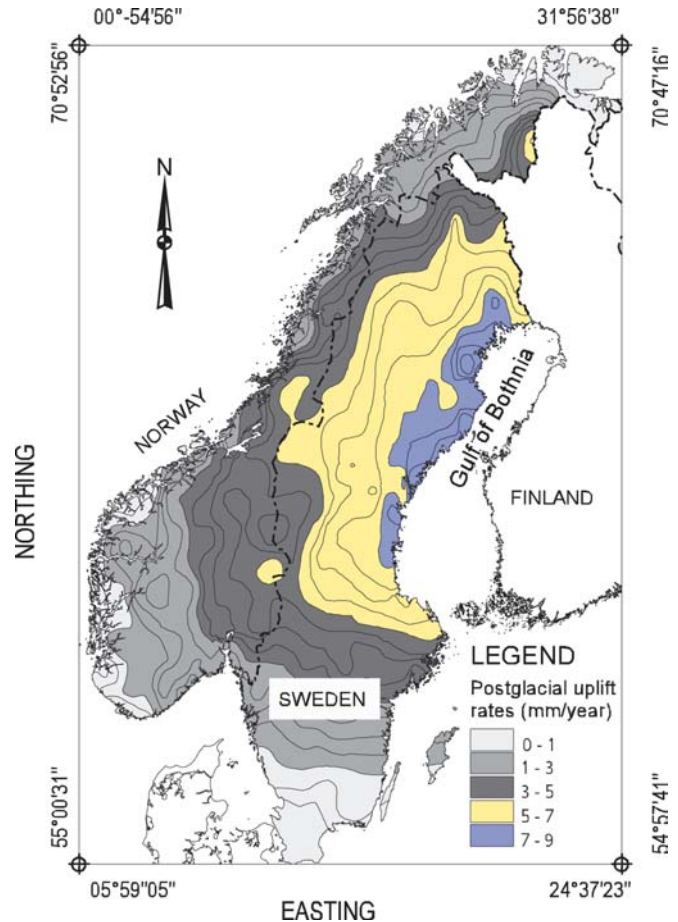 00°-54'56"
31°56'38"
70°52'56"
70°47'16"
N
NORWAY
Gulf of Bothnia
FINLAND
NORTHING
SWEDEN
LEGEND
Postglacial uplift
rates (mm/year)
0 - 1
1 - 3
3 - 5
5 - 7
7 - 9
55°00'31"
54°57'41"
05°59'05"
24°37'23"
EASTING